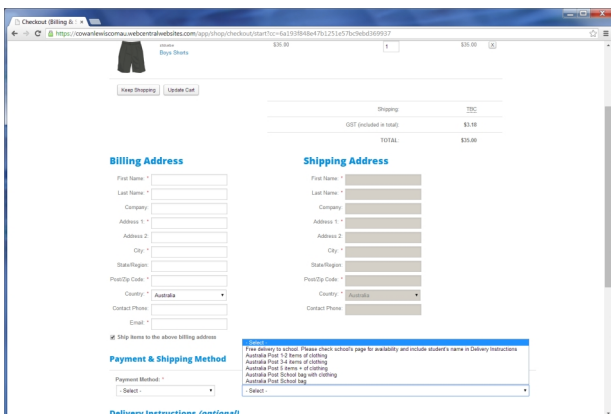 Checkout (Billing &
https://cowanlewiscomau.webcentralwebsites.com/app/shop/checkout/start?cc=6a193f848e47b1251e57bc9ebd369937
$35.00 1 $35.00 X
Boys Shorts
Keep Shopping Update Cart
Shipping: TBC
GST (included in total): $3.18
TOTAL: $35.00
Billing Address Shipping Address
First Name: * First Name: *
Last Name: * Last Name: *
Company: Company:
Address 1: * Address 1: *
Address 2: Address 2:
City: * City: *
State/Region: State/Region:
Post/Zip Code: * Post/Zip Code: *
Country: * Australia Country: * Australia
Contact Phone: Contact Phone:
Email: *
Ship items to the above billing address
- Select -
Free delivery to school. Please check school's page for availability and include student's name in Delivery Instructions
Australia Post 1-2 Items of clothing
Australia Post 3-4 items of clothing
Australia Post 5 items + of clothing
Australia Post School bag with clothing
Australia Post School bag
Payment & Shipping Method
Payment Method: *
- Select - - Select -
Delivery Instructions (optional)